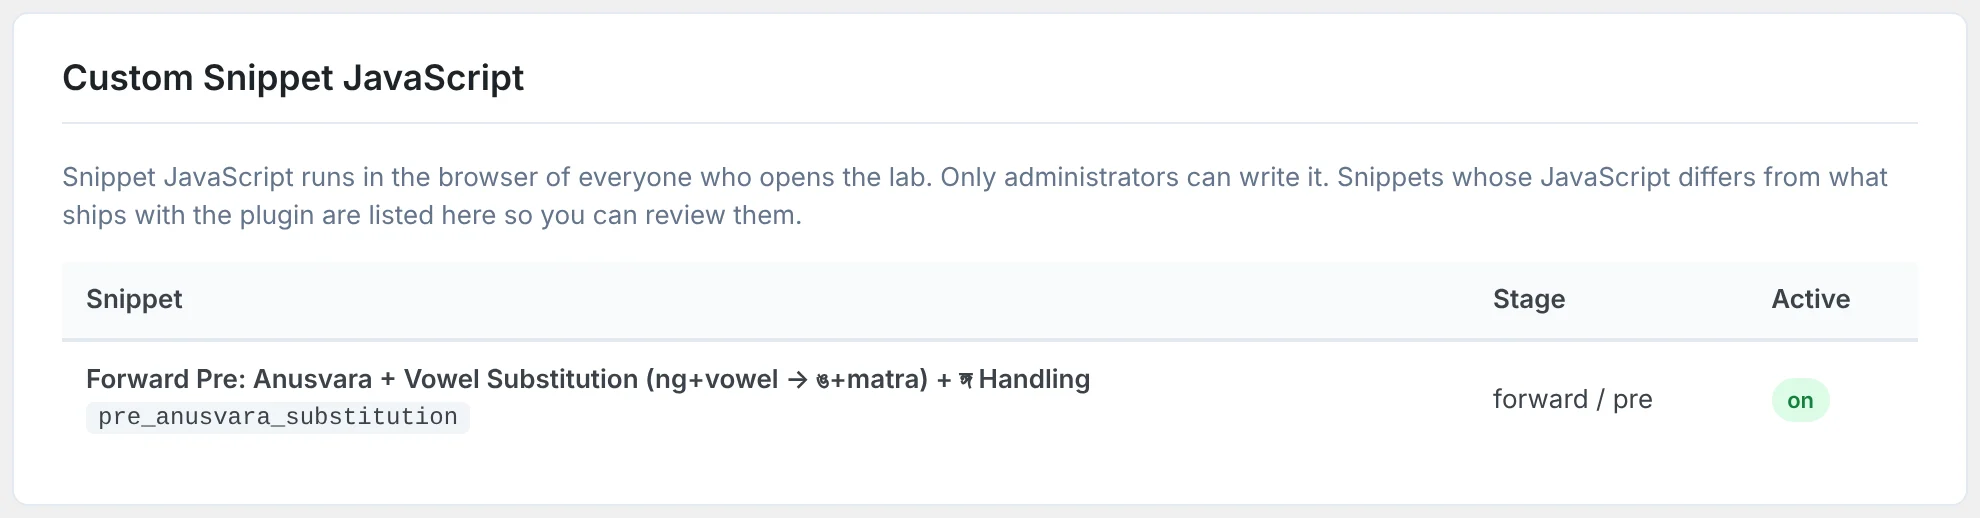 Custom Snippet JavaScript
Snippet JavaScript runs in the browser of everyone who opens the lab. Only administrators can write it. Snippets whose JavaScript differs from what
ships with the plugin are listed here so you can review them.
Snippet Stage Active
Forward Pre: Anusvara + Vowel Substitution (ng+vowel → ঙ+matra) + ঙ্গ Handling
pre_anusvara_substitution
forward / pre
on